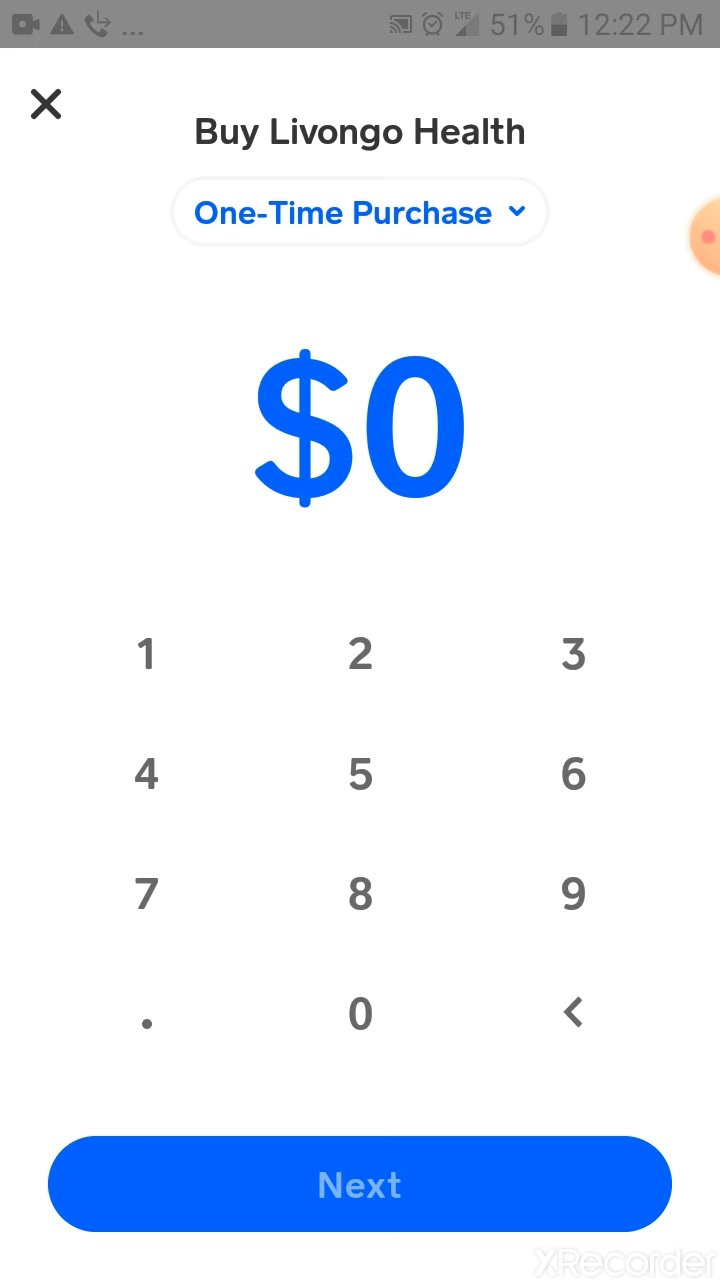 ... LTE 51% 12:22 PM
Buy Livongo Health
One-Time Purchase
$0
1 2 3
4 5 6
7 8 9
. 0 <
Next
XRecorder